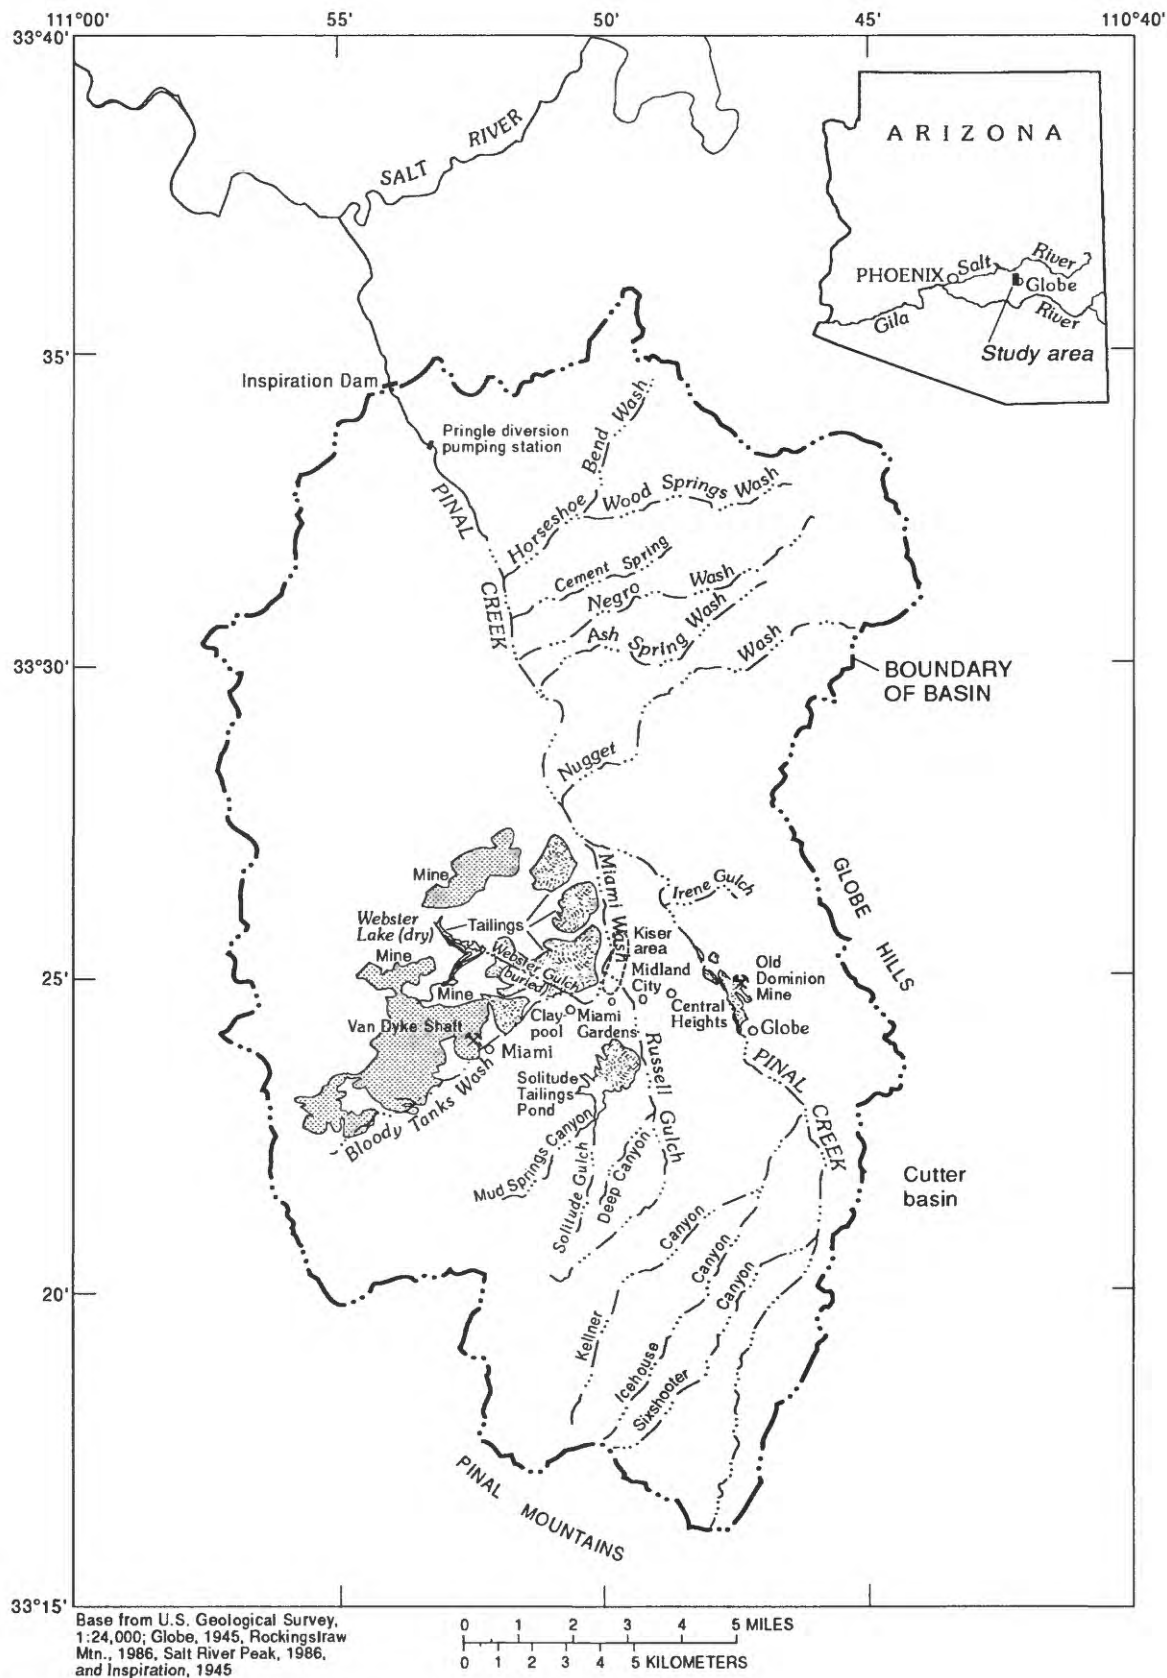 111°00'
55'
50'
45'
110°40'
33°40'
SALT RIVER
ARIZONA
PHOENIX
Salt River
Globe
Gila River
Study area
35'
Inspiration Dam
Pringle diversion
pumping station
PINAL CREEK
Horseshoe Bend Wash
Wood Springs Wash
Cement Spring
Negro Wash
Ash Spring Wash
33°30'
BOUNDARY
OF BASIN
Nugget Wash
GLOBE HILLS
Mine
Miami Wash
Irene Gulch
Webster
Lake (dry)
Tailings
Kiser
area
Mine
Webster Gulch
(buried)
Midland
City
Old
Dominion
Mine
25'
Mine
Central
Heights
Clay
pool
Miami
Gardens
Globe
Van Dyke Shaft
Miami
Bloody Tanks Wash
Solitude
Tailings
Pond
Russell Gulch
PINAL CREEK
Mud Springs Canyon
Solitude Gulch
Deep Canyon
Cutter
basin
20'
Kellner Canyon
Icehouse Canyon
Sixshooter Canyon
PINAL MOUNTAINS
33°15'
Base from U.S. Geological Survey,
1:24,000; Globe, 1945, Rockingstraw
Mtn., 1986, Salt River Peak, 1986,
and Inspiration, 1945
0 1 2 3 4 5 MILES
0 1 2 3 4 5 KILOMETERS